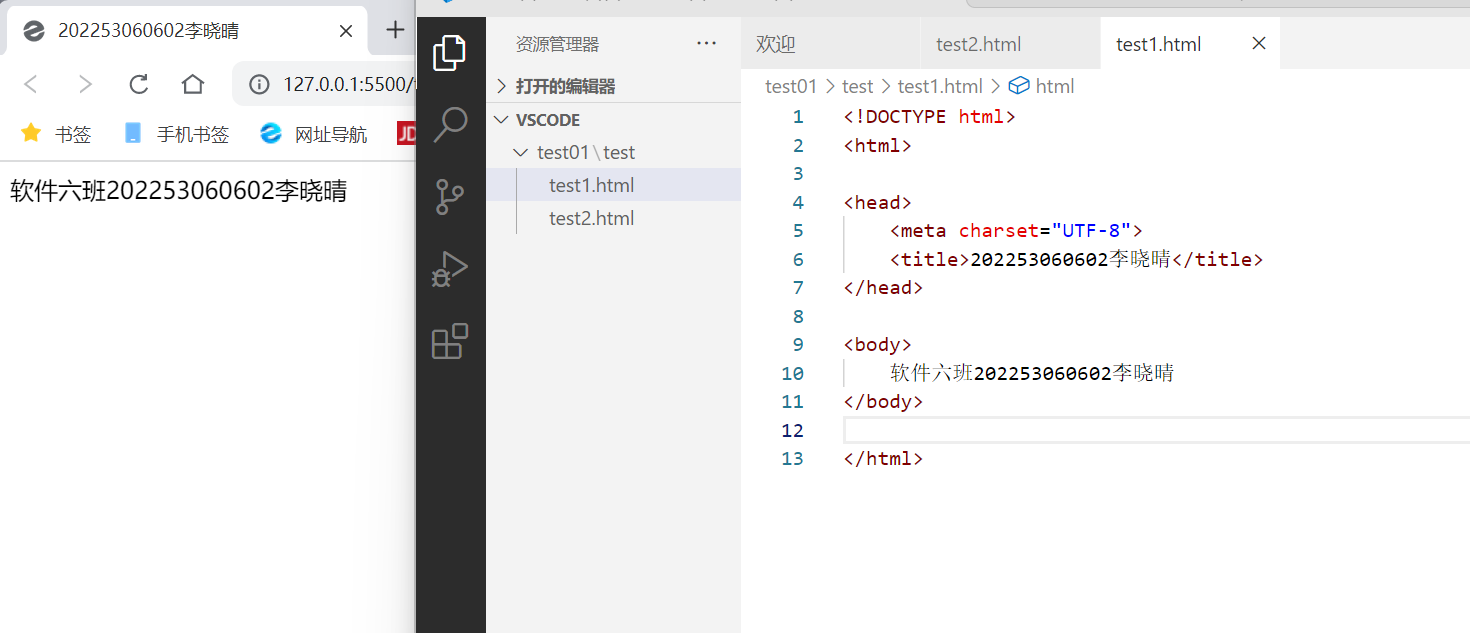 202253060602李晓晴
127.0.0.1:5500/
书签 手机书签 网址导航 JD
软件六班202253060602李晓晴
资源管理器 ···
打开的编辑器
VSCODE
test01\test
test1.html
test2.html
欢迎 test2.html test1.html
test01 > test > test1.html > html
1 <!DOCTYPE html>
2 <html>
3
4 <head>
5 <meta charset="UTF-8">
6 <title>202253060602李晓晴</title>
7 </head>
8
9 <body>
10 软件六班202253060602李晓晴
11 </body>
12
13 </html>